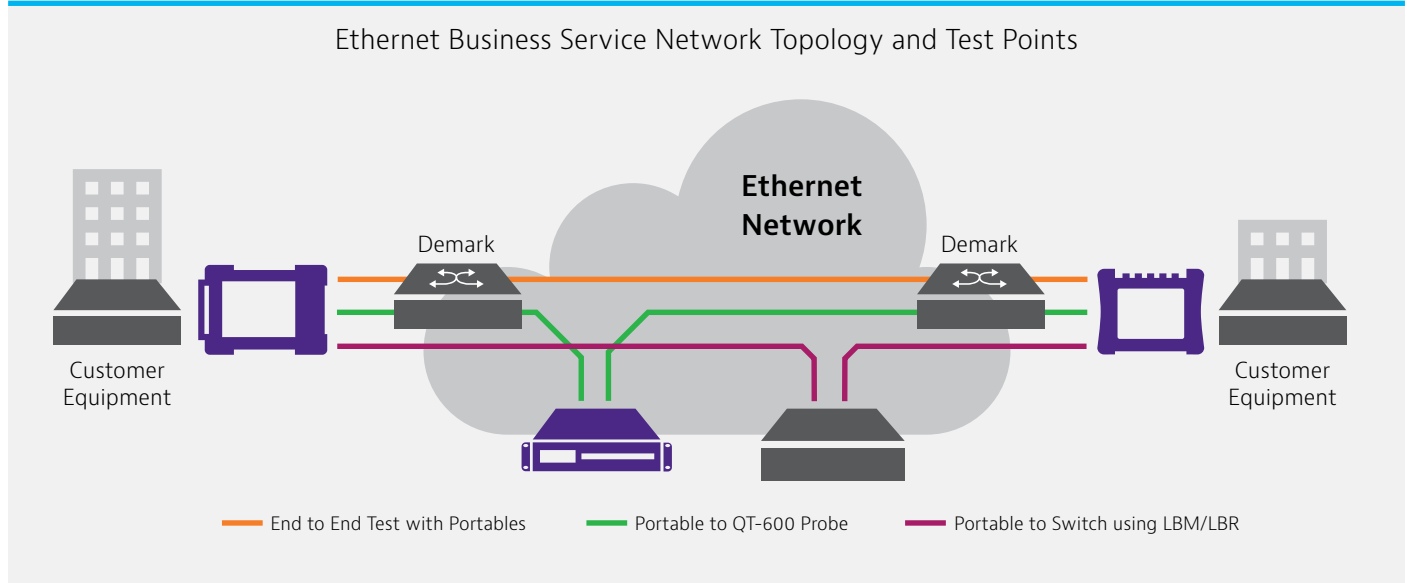 Ethernet Business Service Network Topology and Test Points
Ethernet
Network
Demark
Demark
Customer
Equipment
Customer
Equipment
End to End Test with Portables
Portable to QT-600 Probe
Portable to Switch using LBM/LBR